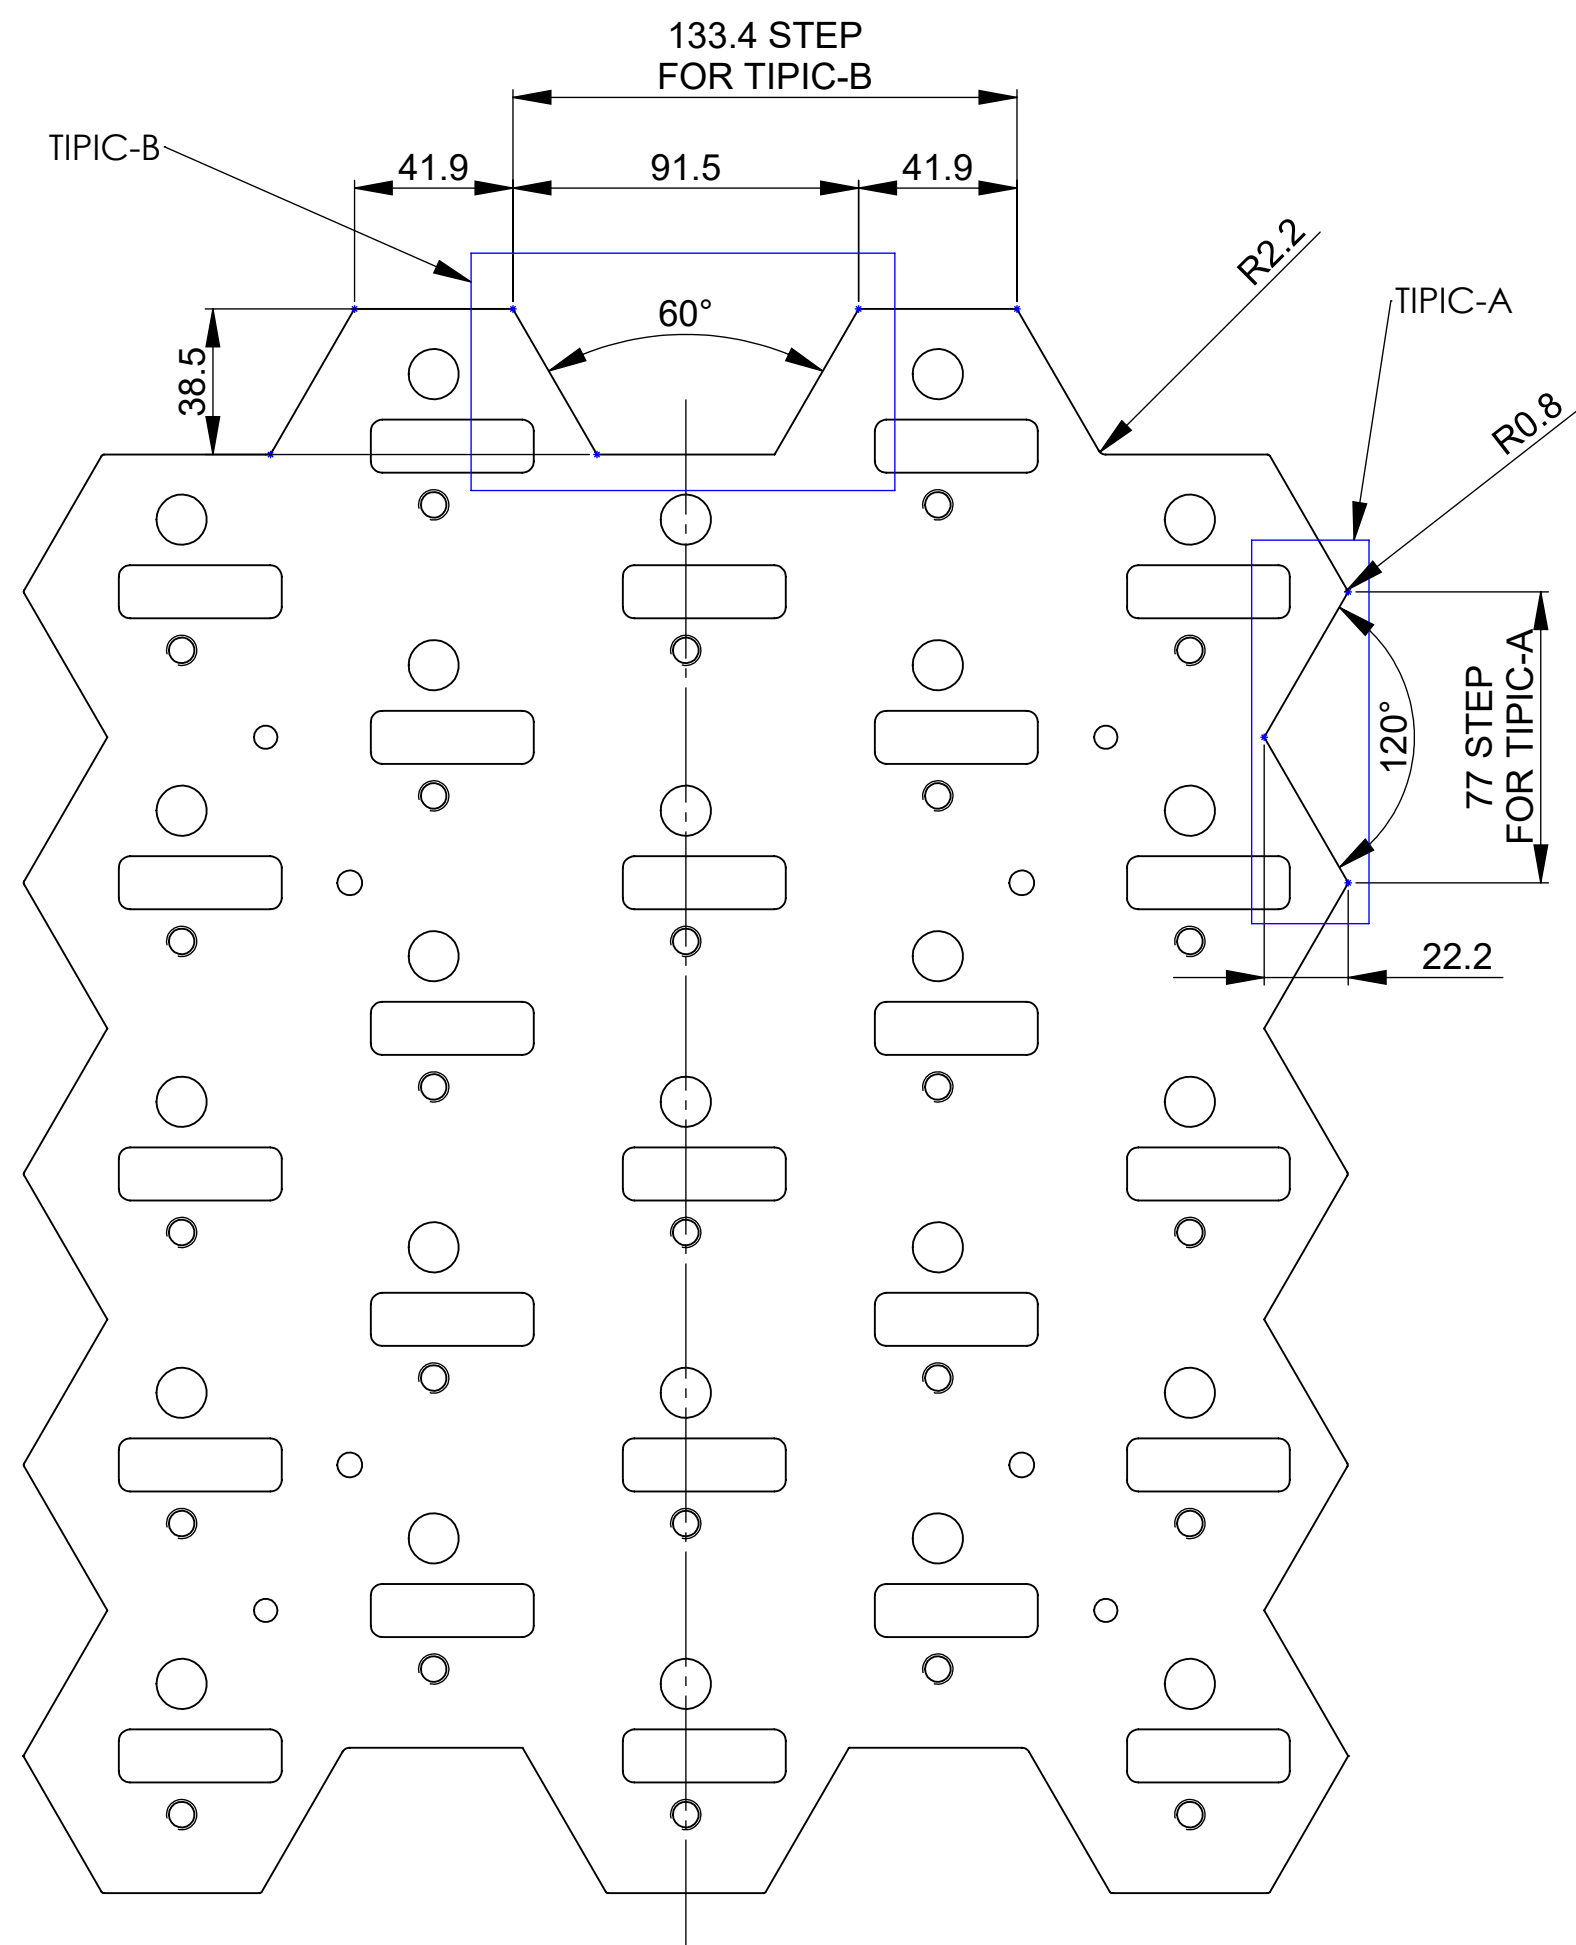 133.4 STEP
FOR TIPIC-B
TIPIC-B
41.9
91.5
41.9
R2.2
TIPIC-A
60°
38.5
R0.8
77 STEP
FOR TIPIC-A
120°
22.2